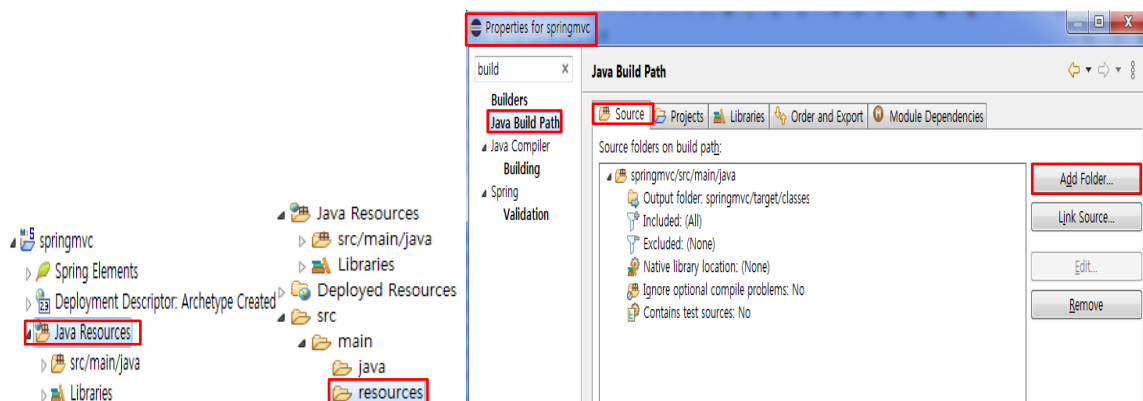 springmvc
Spring Elements
Deployment Descriptor: Archetype Created
Java Resources
src/main/java
Libraries
Java Resources
src/main/java
Libraries
Deployed Resources
src
main
java
resources
Properties for springmvc
build
Builders
Java Build Path
Java Compiler
Building
Spring
Validation
Java Build Path
Source Projects Libraries Order and Export Module Dependencies
Source folders on build path:
springmvc/src/main/java
Output folder: springmvc/target/classes
Included: (All)
Excluded: (None)
Native library location: (None)
Ignore optional compile problems: No
Contains test sources: No
Add Folder...
Link Source...
Edit...
Remove